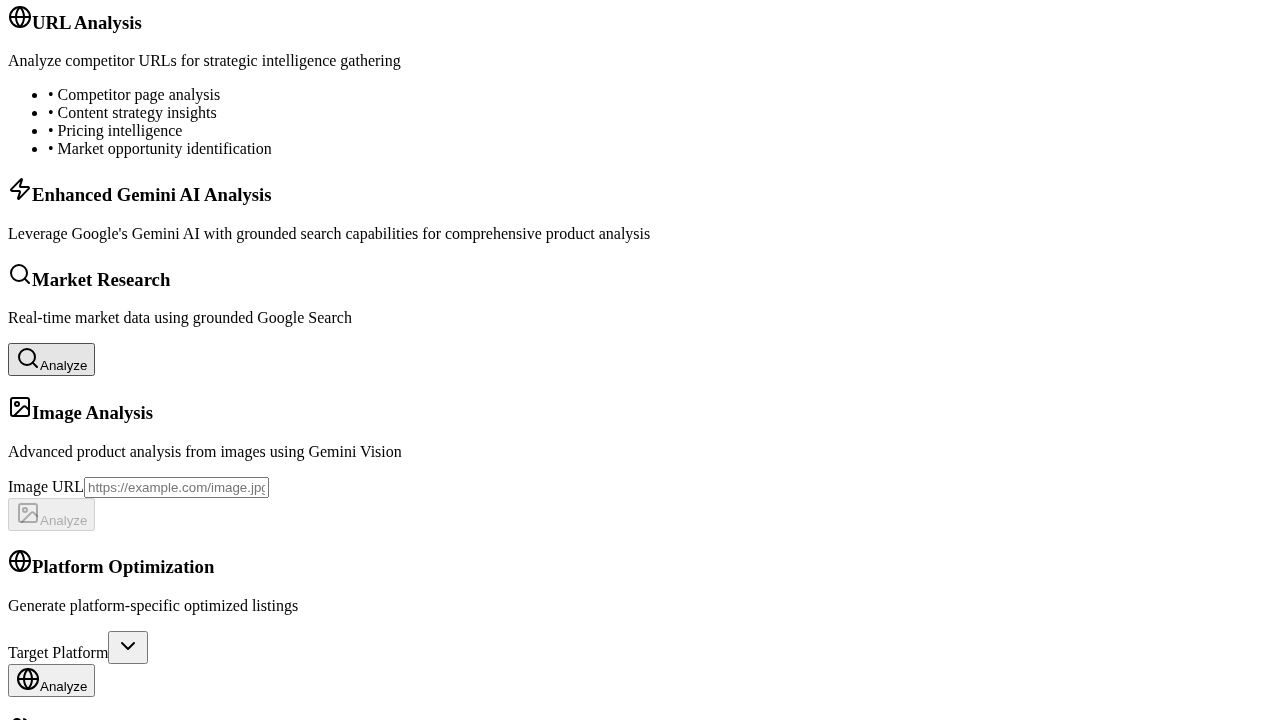 URL Analysis
Analyze competitor URLs for strategic intelligence gathering
• Competitor page analysis
• Content strategy insights
• Pricing intelligence
• Market opportunity identification
Enhanced Gemini AI Analysis
Leverage Google's Gemini AI with grounded search capabilities for comprehensive product analysis
Market Research
Real-time market data using grounded Google Search
Analyze
Image Analysis
Advanced product analysis from images using Gemini Vision
Image URL https://example.com/image.jpg
Analyze
Platform Optimization
Generate platform-specific optimized listings
Target Platform
Analyze